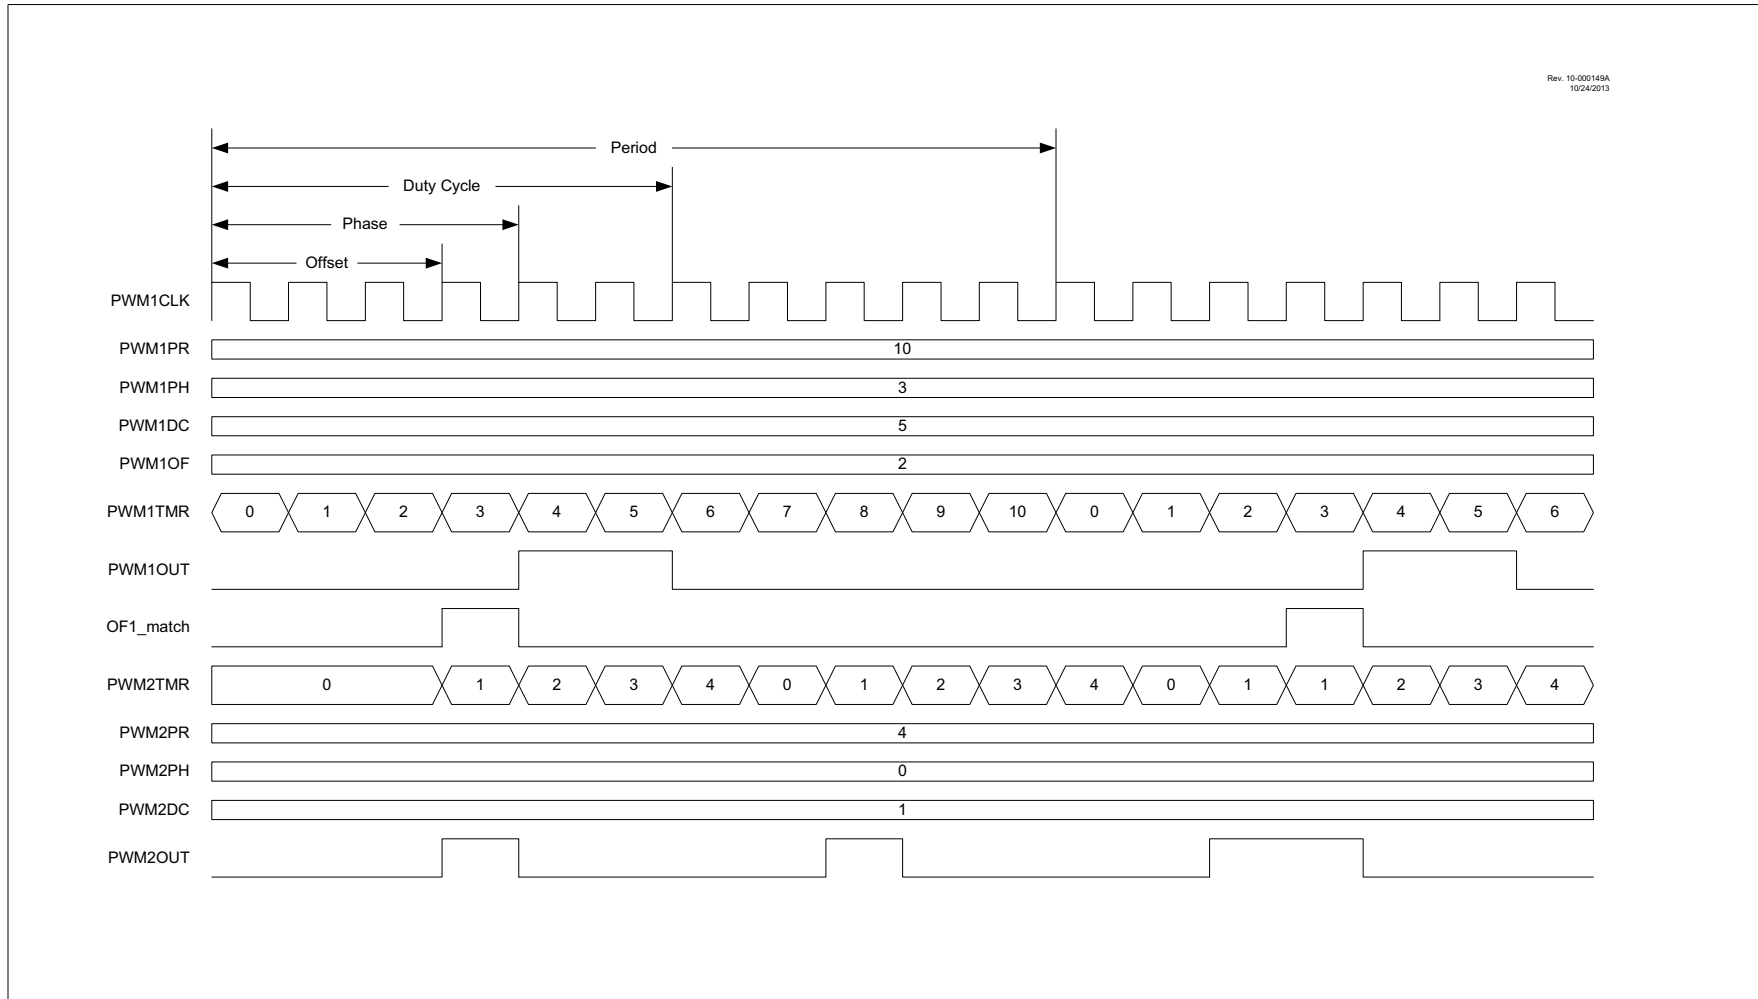 Rev. 10-000149A
10/24/2013
Period
Duty Cycle
Phase
Offset
PWM1CLK
PWM1PR 10
PWM1PH 3
PWM1DC 5
PWM1OF 2
PWM1TMR 0 1 2 3 4 5 6 7 8 9 10 0 1 2 3 4 5 6
PWM1OUT
OF1_match
PWM2TMR 0 1 2 3 4 0 1 2 3 4 0 1 1 2 3 4
PWM2PR 4
PWM2PH 0
PWM2DC 1
PWM2OUT